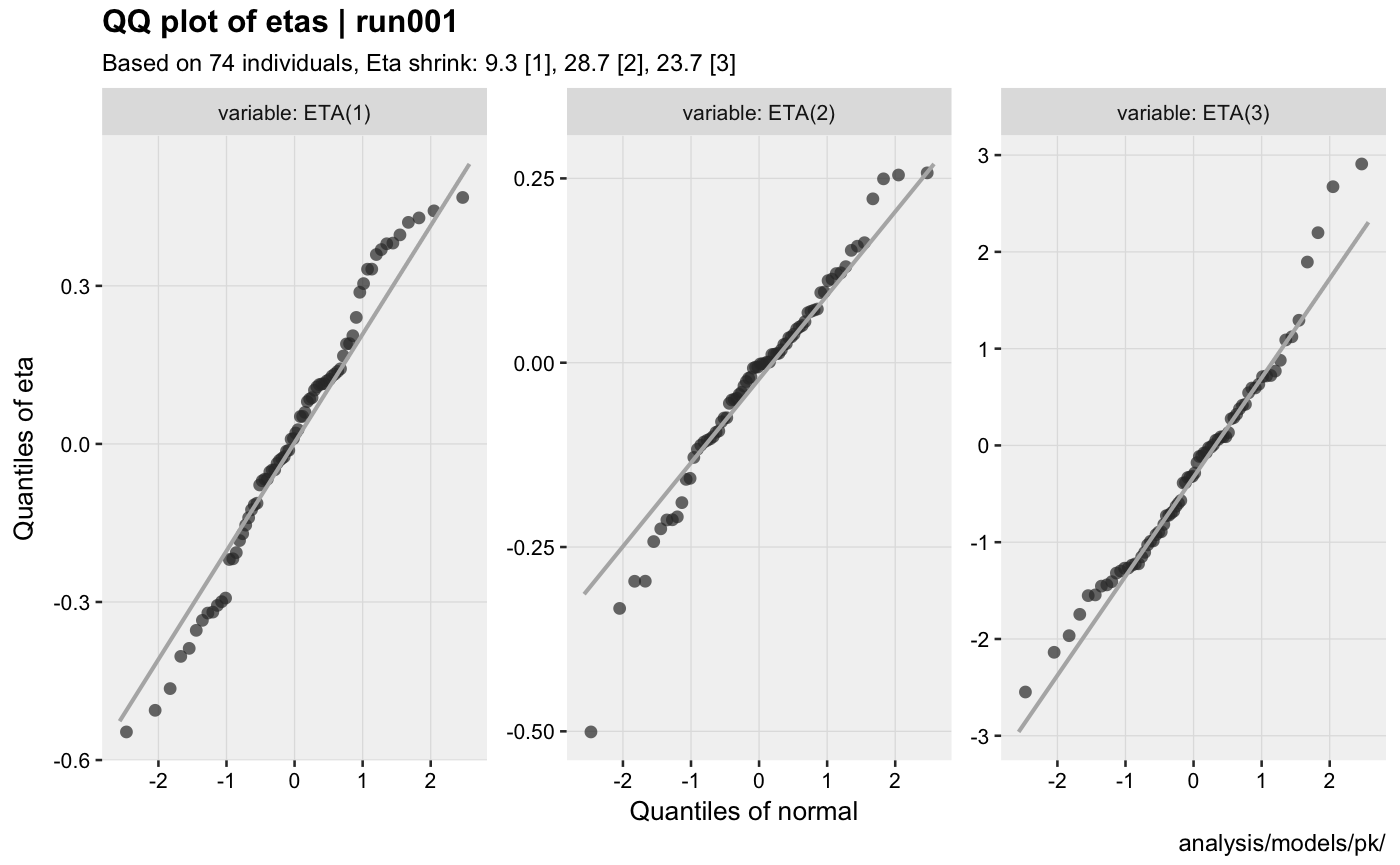 QQ plot of etas | run001
Based on 74 individuals, Eta shrink: 9.3 [1], 28.7 [2], 23.7 [3]
variable: ETA(1)
variable: ETA(2)
variable: ETA(3)
Quantiles of eta
0.3
0.0
-0.3
-0.6
0.25
0.00
-0.25
-0.50
3
2
1
0
-1
-2
-3
-2 -1 0 1 2
-2 -1 0 1 2
-2 -1 0 1 2
Quantiles of normal
analysis/models/pk/